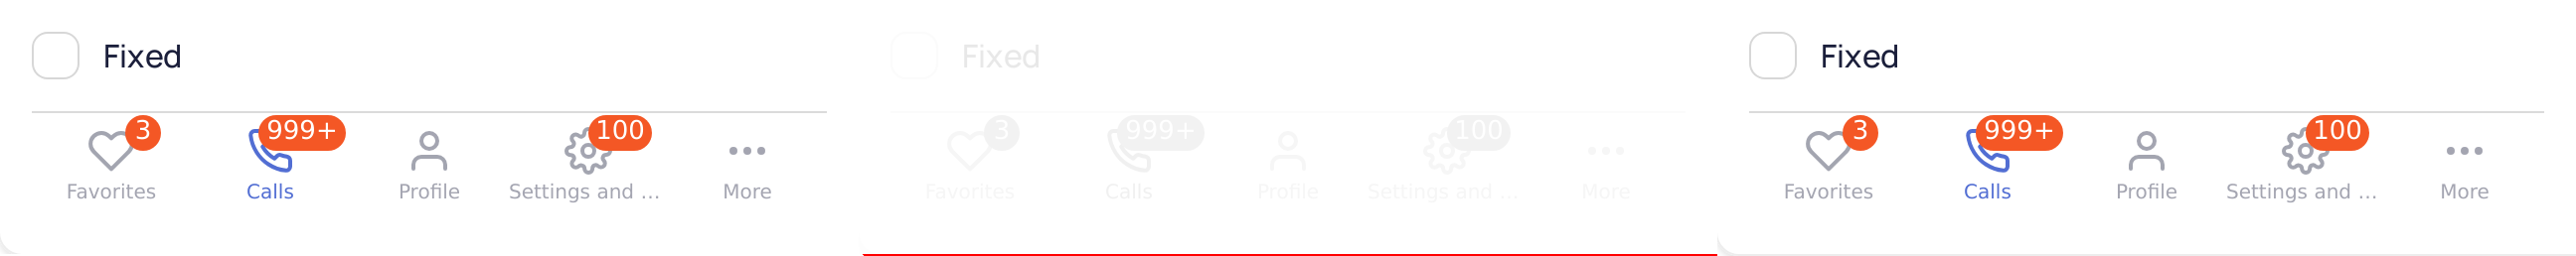 Fixed
3 999+ 100
Favorites Calls Profile Settings and ... More
Fixed
3 999+ 100
Favorites Calls Profile Settings and ... More
Fixed
3 999+ 100
Favorites Calls Profile Settings and ... More